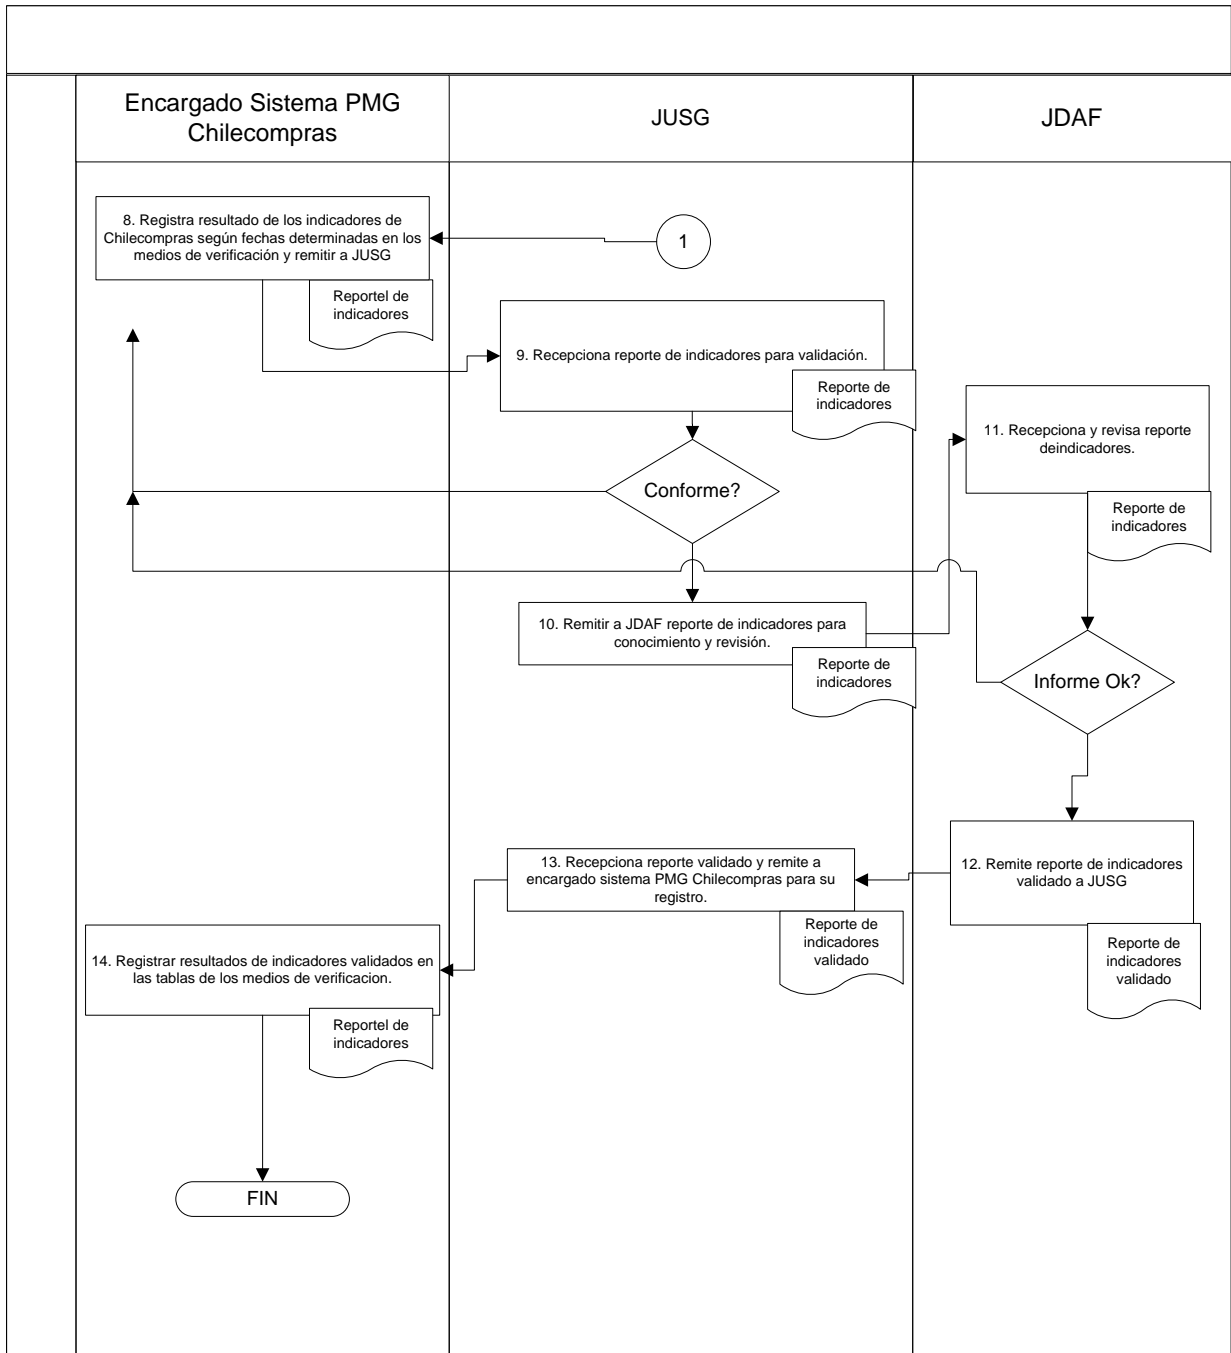 Encargado Sistema PMG
Chilecompras
JUSG
JDAF
8. Registra resultado de los indicadores de
Chilecompras según fechas determinadas en los
medios de verificación y remitir a JUSG
Reportel de
indicadores
1
9. Recepciona reporte de indicadores para validación.
Reporte de
indicadores
Conforme?
11. Recepciona y revisa reporte
deindicadores.
Reporte de
indicadores
10. Remitir a JDAF reporte de indicadores para
conocimiento y revisión.
Reporte de
indicadores
Informe Ok?
12. Remite reporte de indicadores
validado a JUSG
Reporte de
indicadores
validado
13. Recepciona reporte validado y remite a
encargado sistema PMG Chilecompras para su
registro.
Reporte de
indicadores
validado
14. Registrar resultados de indicadores validados en
las tablas de los medios de verificacion.
Reportel de
indicadores
FIN